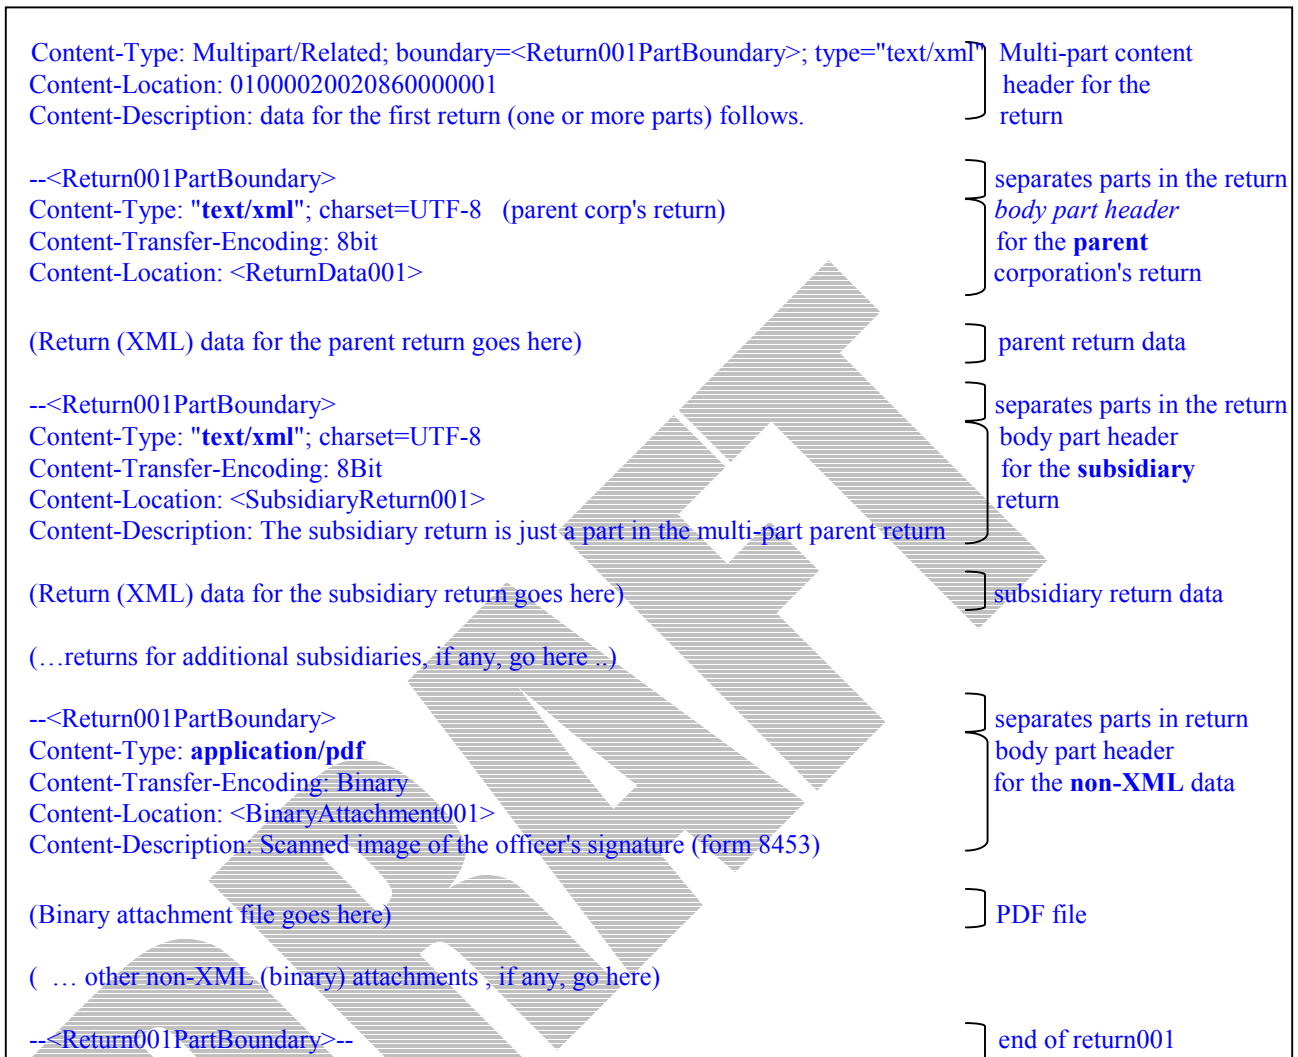 Content-Type: Multipart/Related; boundary=<Return001PartBoundary>; type="text/xml" Multi-part content
Content-Location: 01000020020860000001 header for the
Content-Description: data for the first return (one or more parts) follows. return
--<Return001PartBoundary> separates parts in the return
Content-Type: "text/xml"; charset=UTF-8 (parent corp's return) body part header
Content-Transfer-Encoding: 8bit for the parent
Content-Location: <ReturnData001> corporation's return
(Return (XML) data for the parent return goes here) parent return data
--<Return001PartBoundary> separates parts in the return
Content-Type: "text/xml"; charset=UTF-8 body part header
Content-Transfer-Encoding: 8Bit for the subsidiary
Content-Location: <SubsidiaryReturn001> return
Content-Description: The subsidiary return is just a part in the multi-part parent return
(Return (XML) data for the subsidiary return goes here) subsidiary return data
(…returns for additional subsidiaries, if any, go here ..)
--<Return001PartBoundary> separates parts in return
Content-Type: application/pdf body part header
Content-Transfer-Encoding: Binary for the non-XML data
Content-Location: <BinaryAttachment001>
Content-Description: Scanned image of the officer's signature (form 8453)
(Binary attachment file goes here) PDF file
( … other non-XML (binary) attachments , if any, go here)
--<Return001PartBoundary>-- end of return001
DRAFT